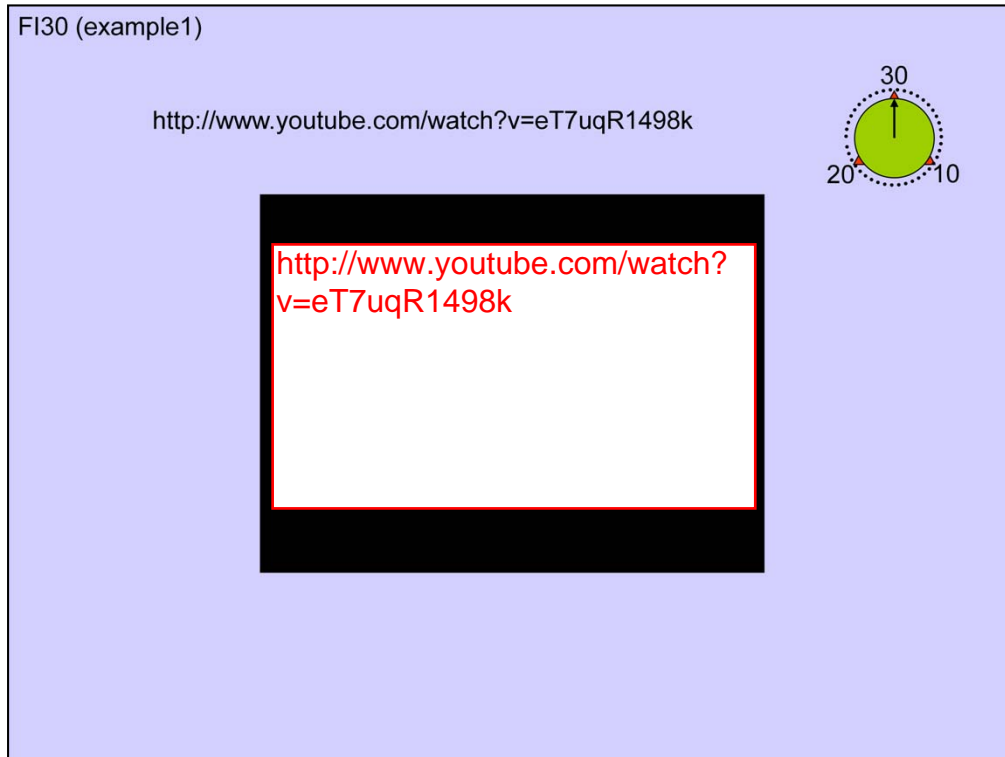 FI30 (example1)
30
http://www.youtube.com/watch?v=eT7uqR1498k
20
10
http://www.youtube.com/watch?
v=eT7uqR1498k